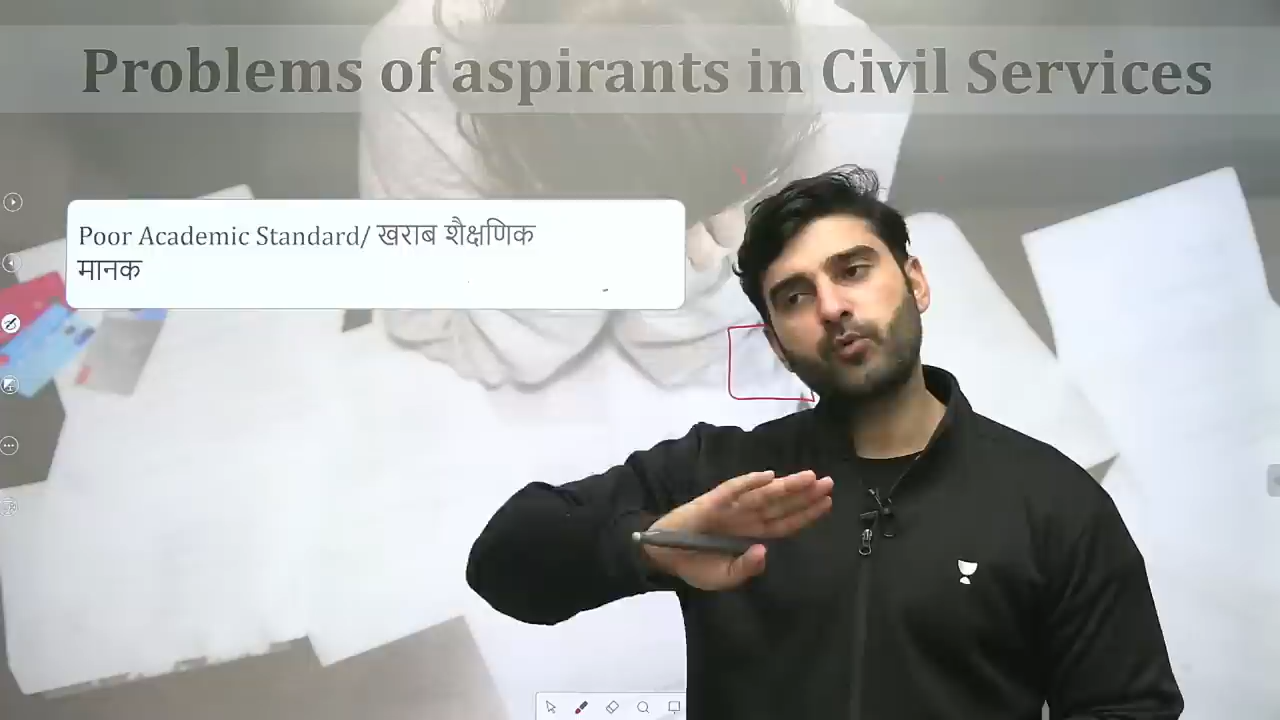 Problems of aspirants in Civil Services
Poor Academic Standard/ खराब शैक्षणिक
मानक